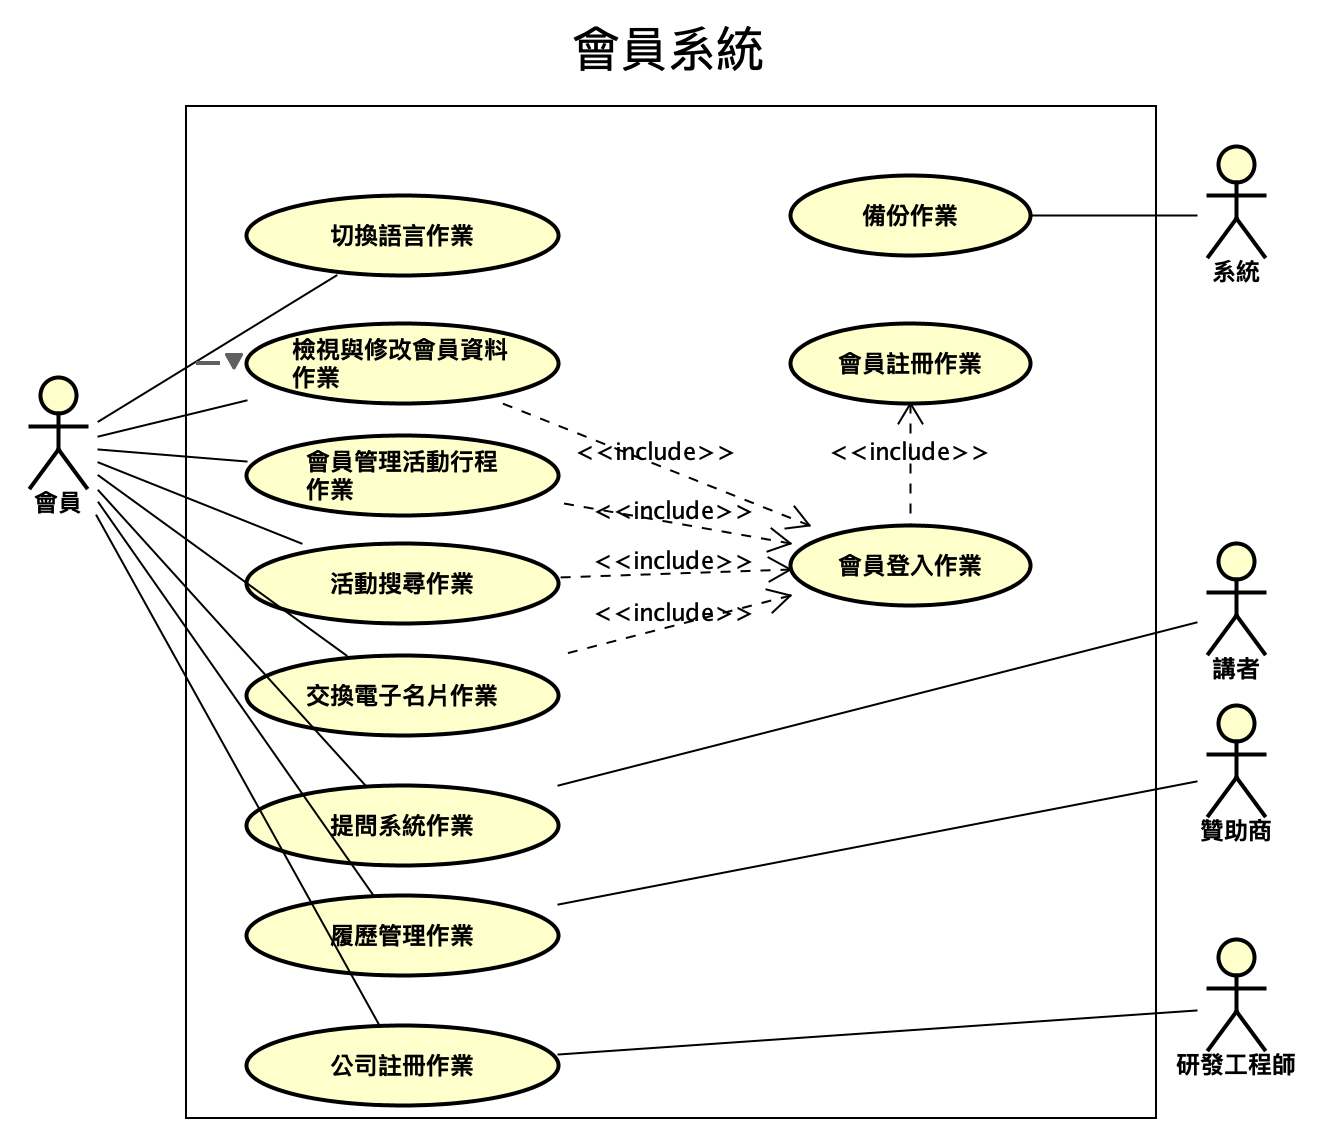 會員系統
切換語言作業
備份作業
系統
檢視與修改會員資料
作業
會員註冊作業
會員
<<include>>
<<include>>
會員管理活動行程
作業
<<include>>
活動搜尋作業
<<include>>
會員登入作業
<<include>>
講者
交換電子名片作業
提問系統作業
贊助商
履歷管理作業
公司註冊作業
研發工程師